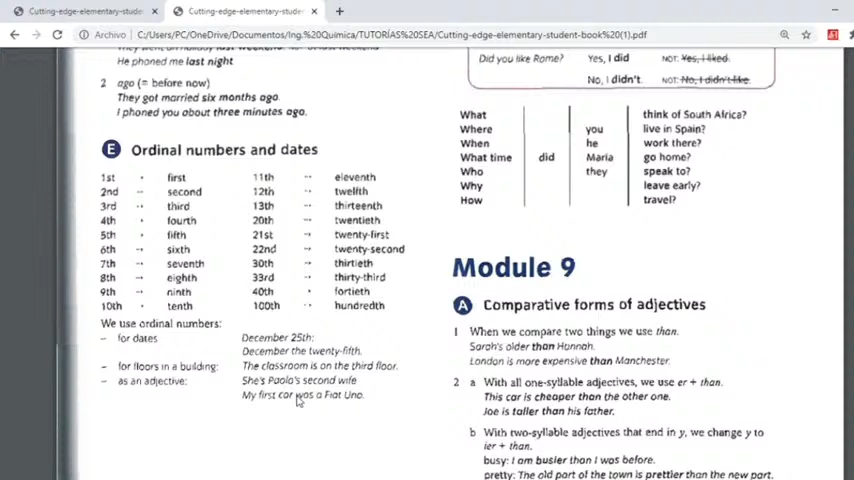 Cutting-edge-elementary-studen
Cutting-edge-elementary-studen
Archivo
C:/Users/PC/OneDrive/Documentos/Ing.%20Quimica/TUTORÍAS%20SEA/Cutting-edge-elementary-student-book%20(1).pdf
He phoned me last night
2 ago (= before now)
They got married six months ago.
I phoned you about three minutes ago.
E Ordinal numbers and dates
1st first 11th eleventh
2nd second 12th twelfth
3rd third 13th thirteenth
4th fourth 20th twentieth
5th fifth 21st twenty-first
6th sixth 22nd twenty-second
7th seventh 30th thirtieth
8th eighth 33rd thirty-third
9th ninth 40th fortieth
10th tenth 100th hundredth
We use ordinal numbers:
– for dates December 25th:
December the twenty-fifth.
– for floors in a building: The classroom is on the third floor.
– as an adjective: She's Paola's second wife
My first car was a Fiat Uno.
Did you like Rome? Yes, I did NOT: Yes, I liked.
No, I didn't. NOT: No, I didn't like.
What think of South Africa?
Where you live in Spain?
When he work there?
What time did Maria go home?
Who they speak to?
Why leave early?
How travel?
Module 9
A Comparative forms of adjectives
1 When we compare two things we use than.
Sarah's older than Hannah.
London is more expensive than Manchester.
2 a With all one-syllable adjectives, we use er + than.
This car is cheaper than the other one.
Joe is taller than his father.
b With two-syllable adjectives that end in y, we change y to
ier + than.
busy: I am busier than I was before.
pretty: The old part of the town is prettier than the new part.